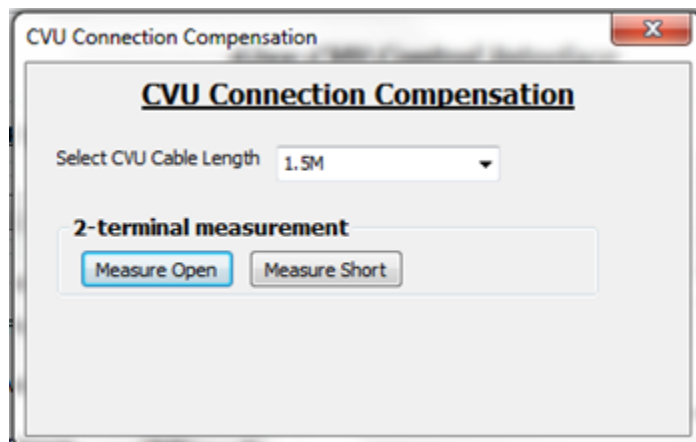 CVU Connection Compensation
CVU Connection Compensation
Select CVU Cable Length 1.5M
2-terminal measurement
Measure Open Measure Short